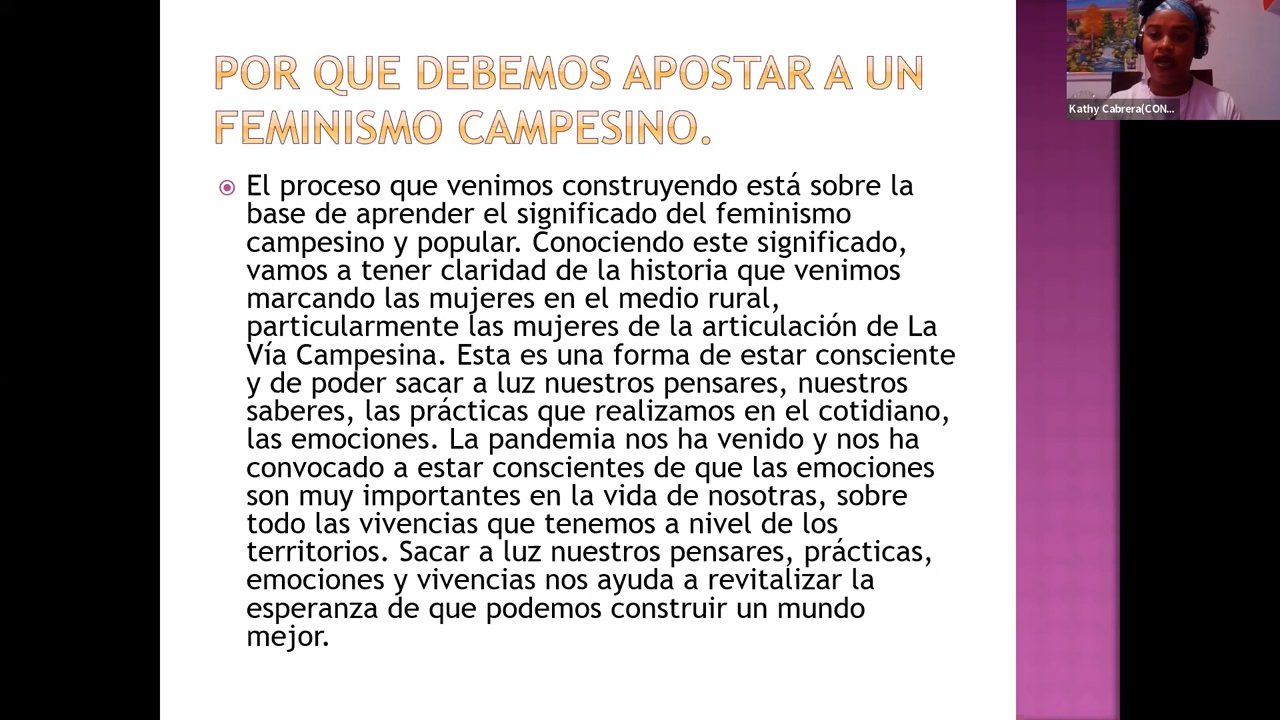 POR QUE DEBEMOS APOSTAR A UN
FEMINISMO CAMPESINO.
El proceso que venimos construyendo está sobre la
base de aprender el significado del feminismo
campesino y popular. Conociendo este significado,
vamos a tener claridad de la historia que venimos
marcando las mujeres en el medio rural,
particularmente las mujeres de la articulación de La
Vía Campesina. Esta es una forma de estar consciente
y de poder sacar a luz nuestros pensares, nuestros
saberes, las prácticas que realizamos en el cotidiano,
las emociones. La pandemia nos ha venido y nos ha
convocado a estar conscientes de que las emociones
son muy importantes en la vida de nosotras, sobre
todo las vivencias que tenemos a nivel de los
territorios. Sacar a luz nuestros pensares, prácticas,
emociones y vivencias nos ayuda a revitalizar la
esperanza de que podemos construir un mundo
mejor.
Kathy Cabrera(CON...